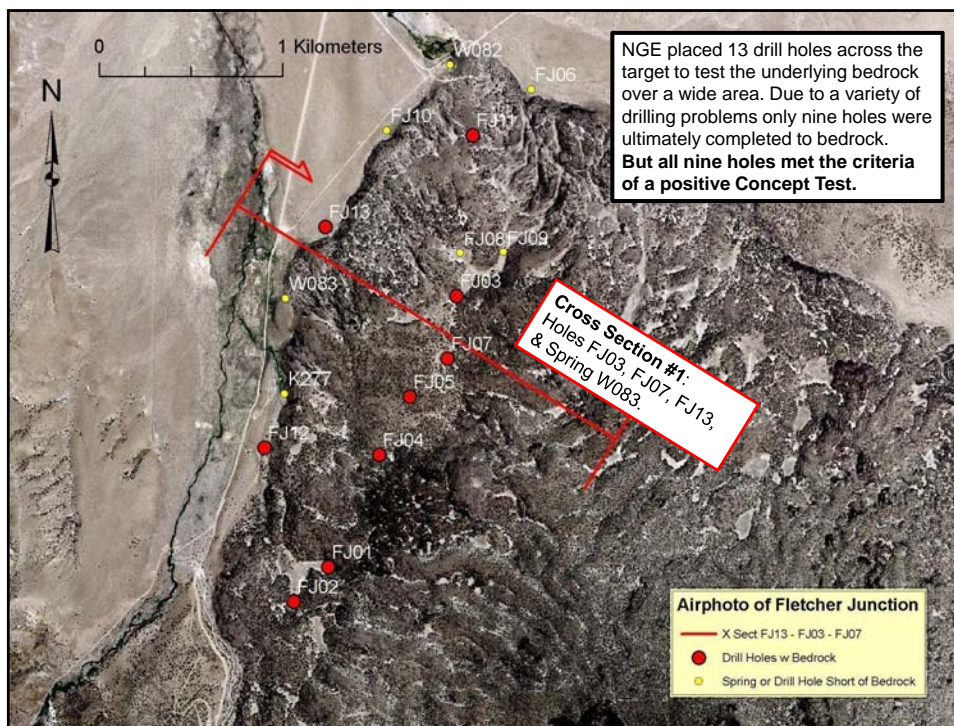 0
1 Kilometers
N
NGE placed 13 drill holes across the
target to test the underlying bedrock
over a wide area. Due to a variety of
drilling problems only nine holes were
ultimately completed to bedrock.
But all nine holes met the criteria
of a positive Concept Test.
W082
FJ06
FJ10
FJ11
FJ13
FJ08
FJ09
W083
FJ03
Cross Section #1:
Holes FJ03, FJ07, FJ13,
& Spring W083.
FJ07
K277
FJ05
FJ12
FJ04
FJ01
FJ02
Airphoto of Fletcher Junction
X Sect FJ13 - FJ03 - FJ07
Drill Holes w Bedrock
Spring or Drill Hole Short of Bedrock